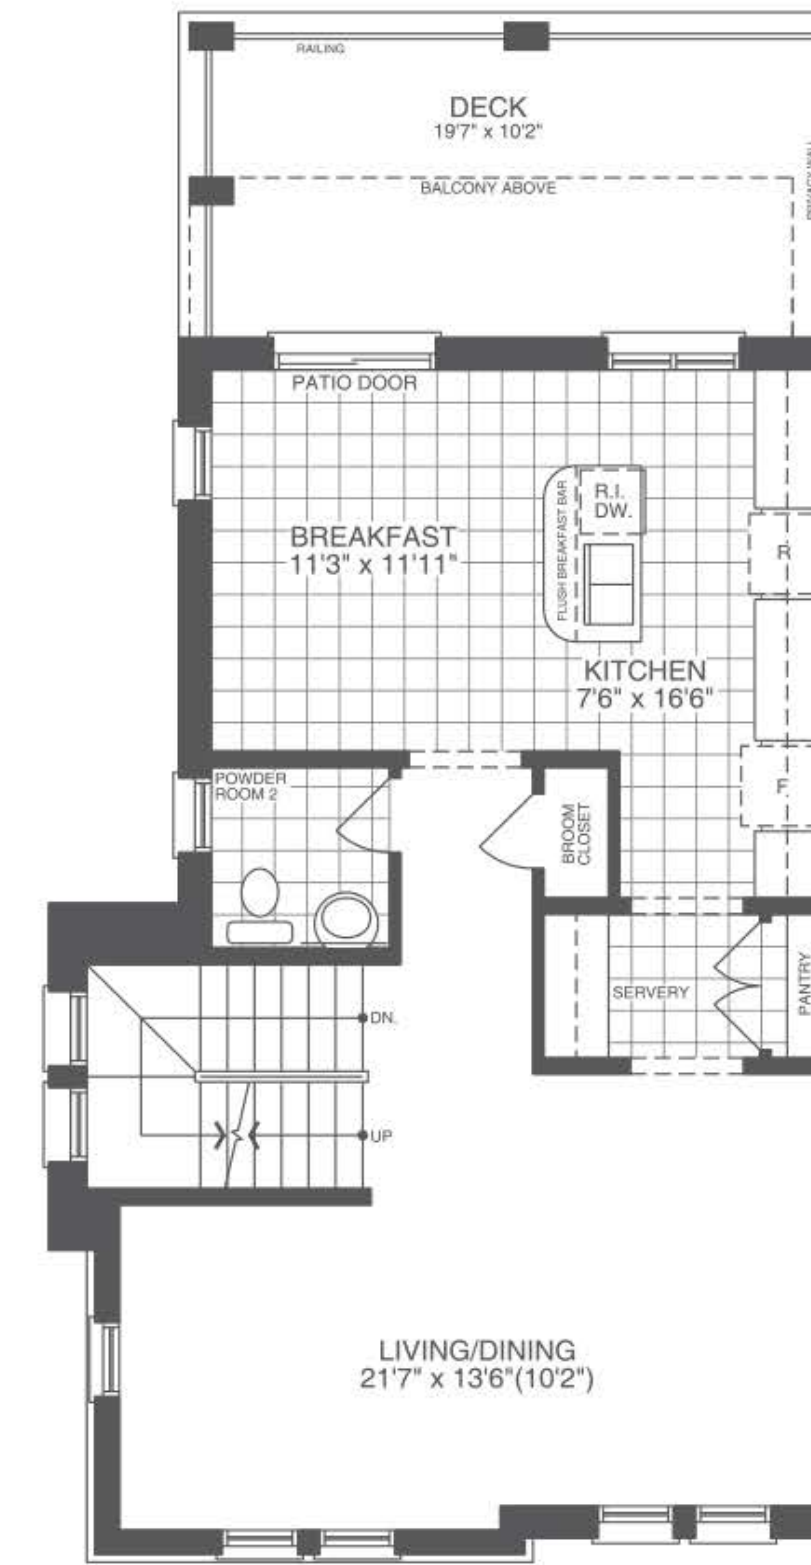 RAILING
DECK
19'7" x 10'2"
BALCONY ABOVE
PRIVACY WALL
PATIO DOOR
BREAKFAST
11'3" x 11'11"
FLUSH BREAKFAST BAR
R.I.
DW.
R
KITCHEN
7'6" x 16'6"
F.
POWDER
ROOM 2
BROOM
CLOSET
SERVERY
PANTRY
DN.
UP
LIVING/DINING
21'7" x 13'6"(10'2")